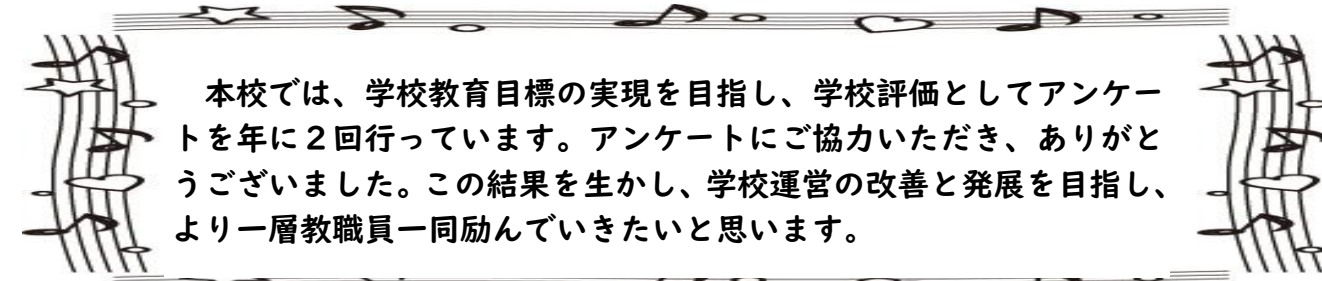 本校では、学校教育目標の実現を目指し、学校評価としてアンケー
トを年に２回行っています。アンケートにご協力いただき、ありがと
うございました。この結果を生かし、学校運営の改善と発展を目指し、
より一層教職員一同励んでいきたいと思います。